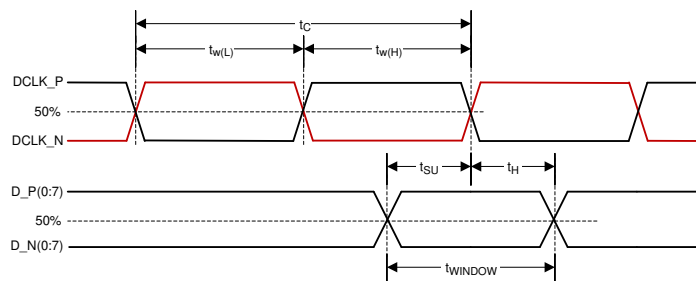 tC
tw(L) tw(H)
DCLK_P
50%
DCLK_N
tSU tH
D_P(0:7)
50%
D_N(0:7)
tWINDOW